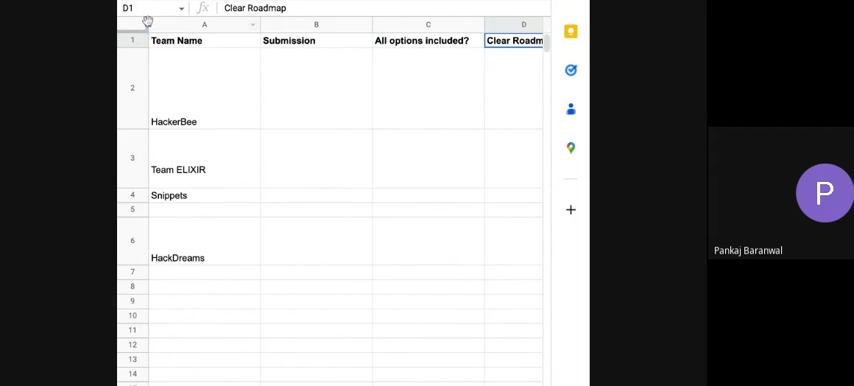 D1 fx Clear Roadmap
A B C D
1 Team Name Submission All options included? Clear Roadm
2 HackerBee
3 Team ELIXIR
4 Snippets
5
6 HackDreams
7
8
9
10
11
12
13
14
P
Pankaj Baranwal